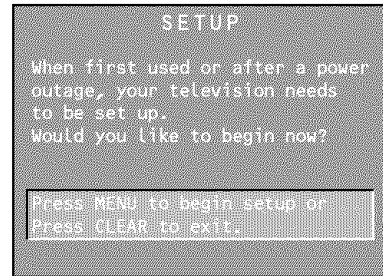 SETUP
When first used or after a power
outage, your television needs
to be set up.
Would you like to begin now?
Press MENU to begin setup or
Press CLEAR to exit.